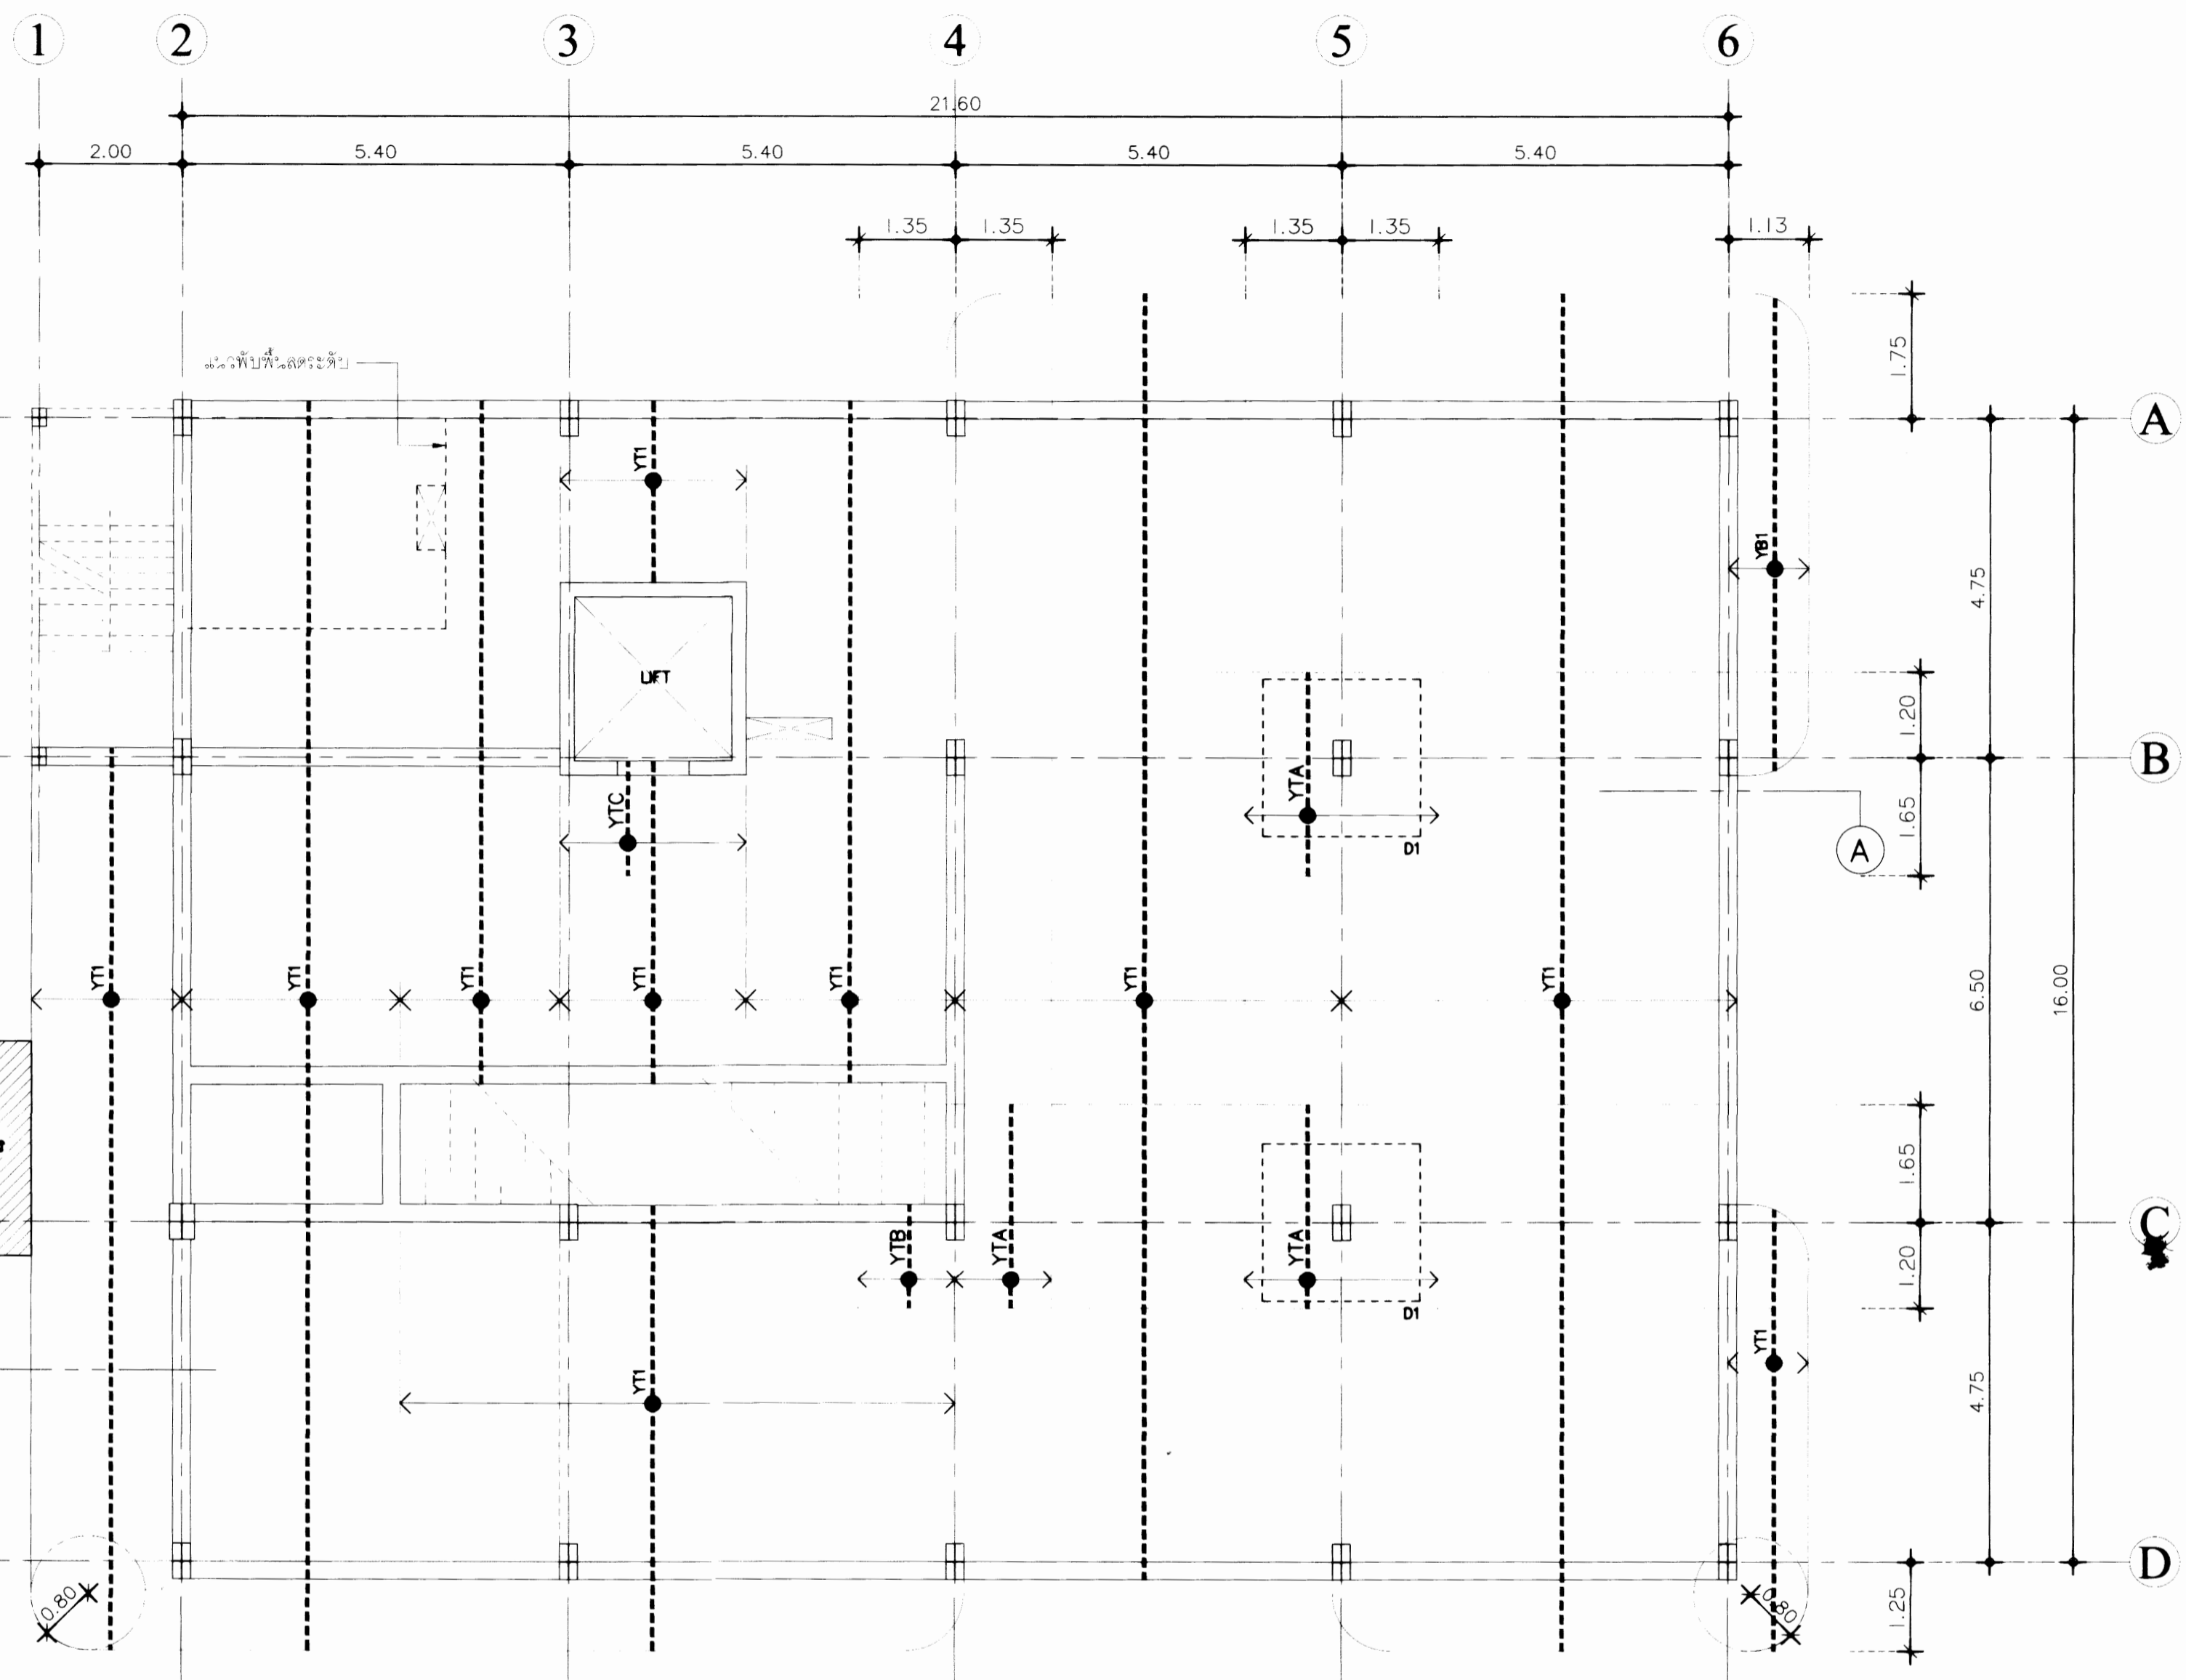 1 2 3 4 5 6
21.60
2.00 5.40 5.40 5.40 5.40
1.35 1.35 1.35 1.35 1.13
1.75
A
YT1
YB1
4.75
LIFT
1.20
B
YTC
YTA
D1
1.65
A
YT1 YT1 YT1 YT1 YT1 YT1 YT1
6.50 16.00
1.65
C
YTB YTA YTA
D1
1.20
YT1
YT1
4.75
D
0.80
0.80
1.25